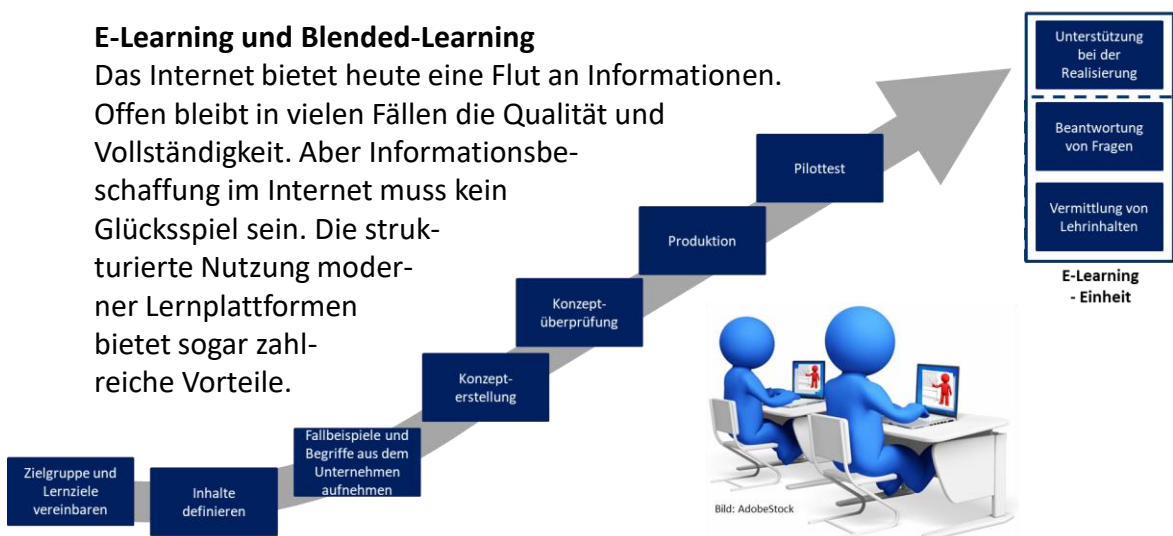 E-Learning und Blended-Learning
Das Internet bietet heute eine Flut an Informationen.
Offen bleibt in vielen Fällen die Qualität und
Vollständigkeit. Aber Informationsbe-
schaffung im Internet muss kein
Glücksspiel sein. Die struk-
turierte Nutzung moder-
ner Lernplattformen
bietet sogar zahl-
reiche Vorteile.
Zielgruppe und
Lernziele
vereinbaren
Inhalte
definieren
Fallbeispiele und
Begriffe aus dem
Unternehmen
aufnehmen
Konzept-
erstellung
Konzept-
überprüfung
Produktion
Pilottest
Unterstützung
bei der
Realisierung
Beantwortung
von Fragen
Vermittlung von
Lehrinhalten
E-Learning
- Einheit
Bild: AdobeStock